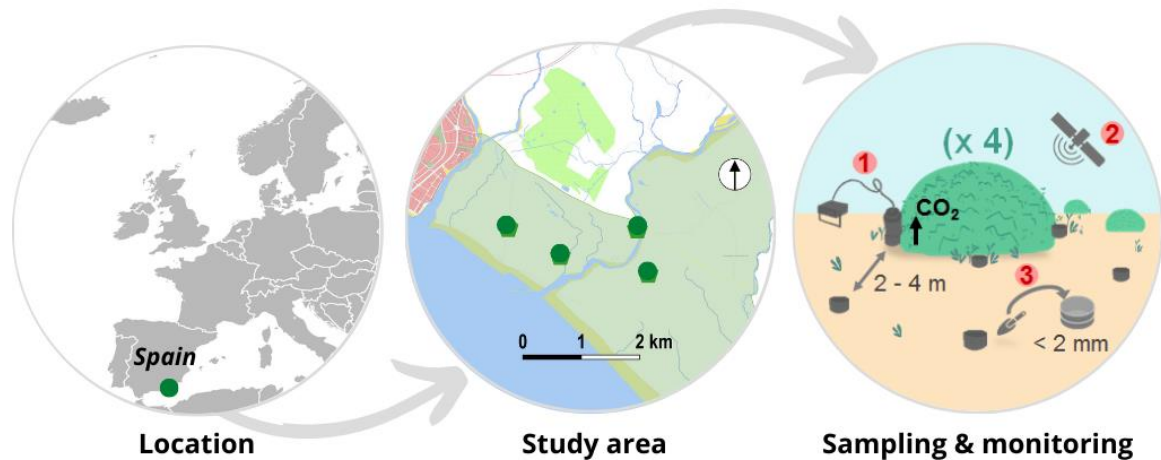 Spain
0 1 2 km
(x 4)
1
2
CO₂
3
2 - 4 m
< 2 mm
Location
Study area
Sampling & monitoring